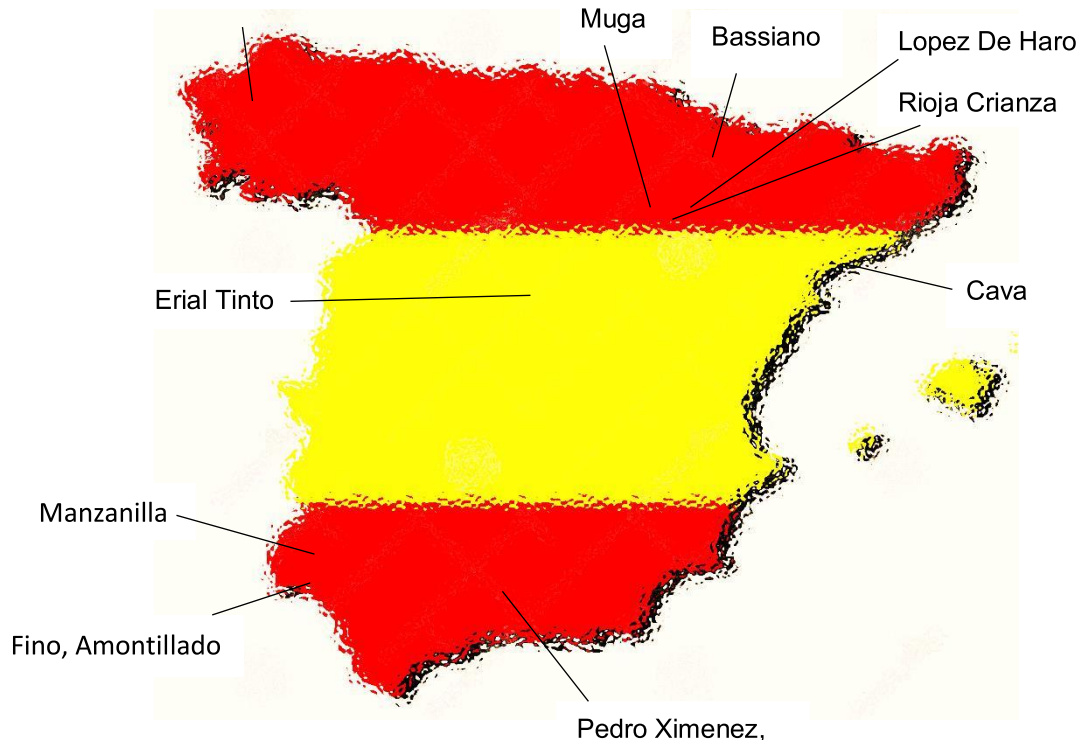 Muga
Bassiano
Lopez De Haro
Rioja Crianza
Erial Tinto
Cava
Manzanilla
Fino, Amontillado
Pedro Ximenez,